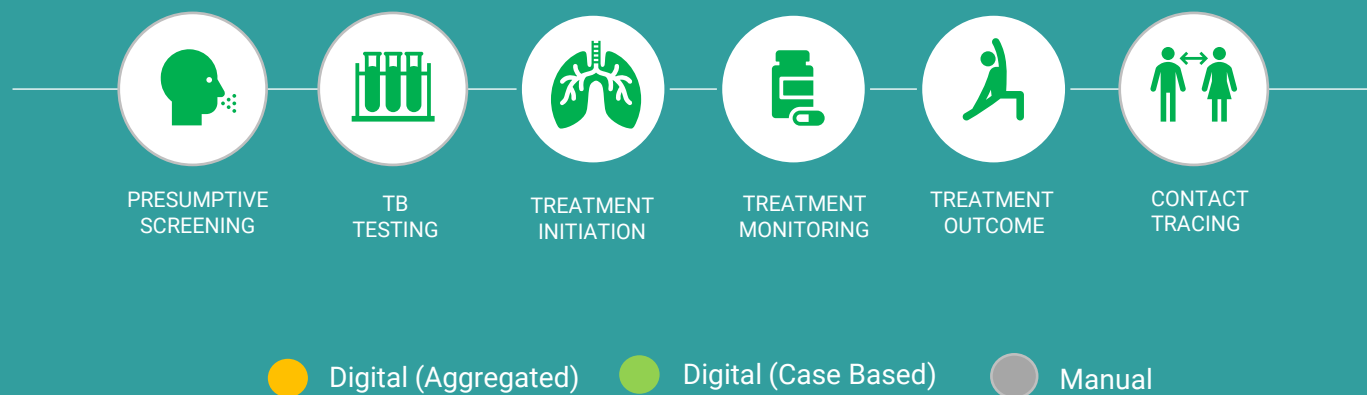 PRESUMPTIVE
SCREENING
TB
TESTING
TREATMENT
INITIATION
TREATMENT
MONITORING
TREATMENT
OUTCOME
CONTACT
TRACING
Digital (Aggregated)
Digital (Case Based)
Manual